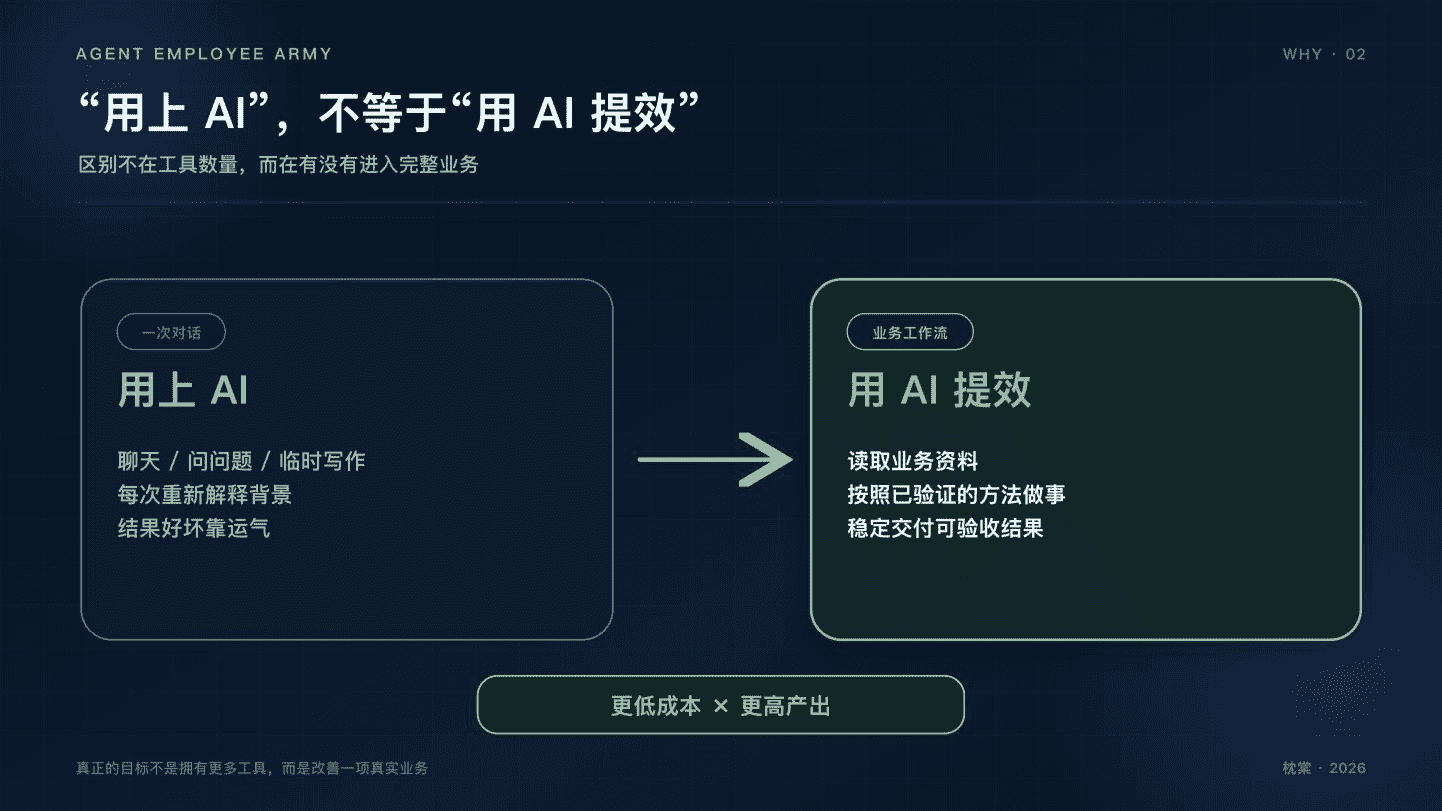 AGENT EMPLOYEE ARMY
WHY · 02
“用上 AI”，不等于“用 AI 提效”
区别不在工具数量，而在有没有进入完整业务
一次对话
用上 AI
聊天 / 问问题 / 临时写作
每次重新解释背景
结果好坏靠运气
业务工作流
用 AI 提效
读取业务资料
按照已验证的方法做事
稳定交付可验收结果
更低成本 × 更高产出
真正的目标不是拥有更多工具，而是改善一项真实业务
枕棠 · 2026